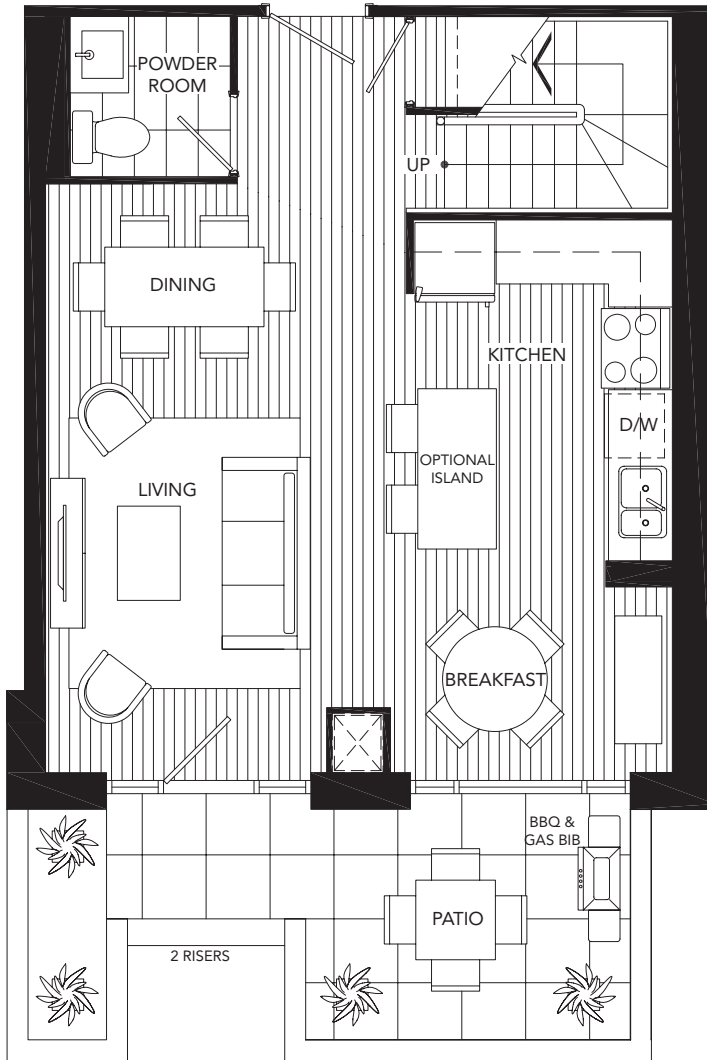 POWDER
ROOM
UP
DINING
KITCHEN
D/W
OPTIONAL
ISLAND
LIVING
BREAKFAST
BBQ &
GAS BIB
PATIO
2 RISERS